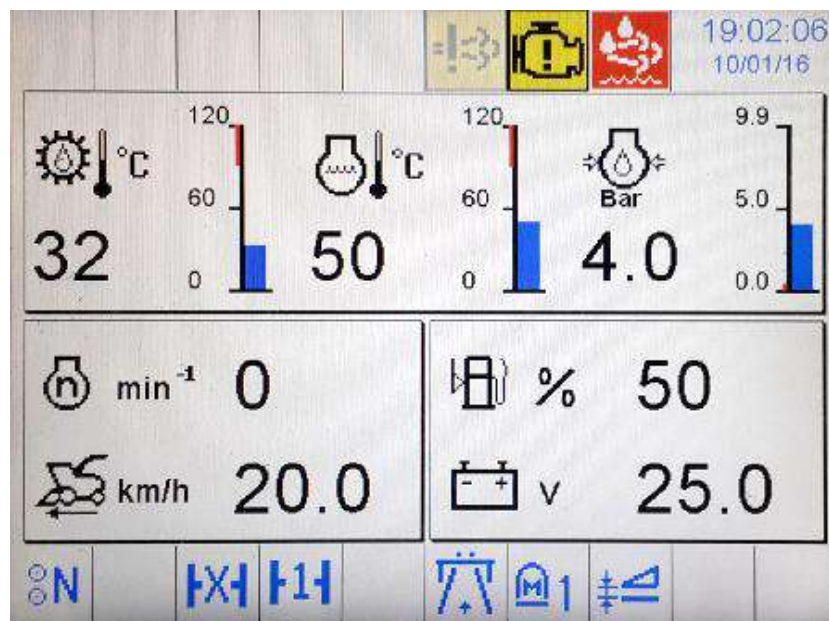 19:02:06
10/01/16
°C 120 60 0
32
°C 120 60 0
50
Bar 9.9 5.0 0.0
4.0
n min-1 0
km/h 20.0
% 50
- + V 25.0
N X 1 M 1